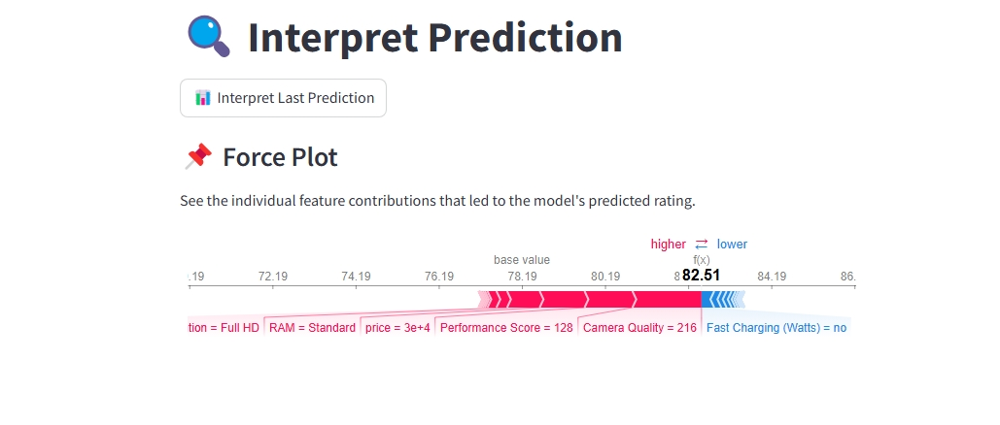 Interpret Prediction
Interpret Last Prediction
Force Plot
See the individual feature contributions that led to the model's predicted rating.
higher ⇄ lower
base value f(x)
.19 72.19 74.19 76.19 78.19 80.19 8 82.51 84.19 86.
tion = Full HD RAM = Standard price = 3e+4 Performance Score = 128 Camera Quality = 216 Fast Charging (Watts) = no